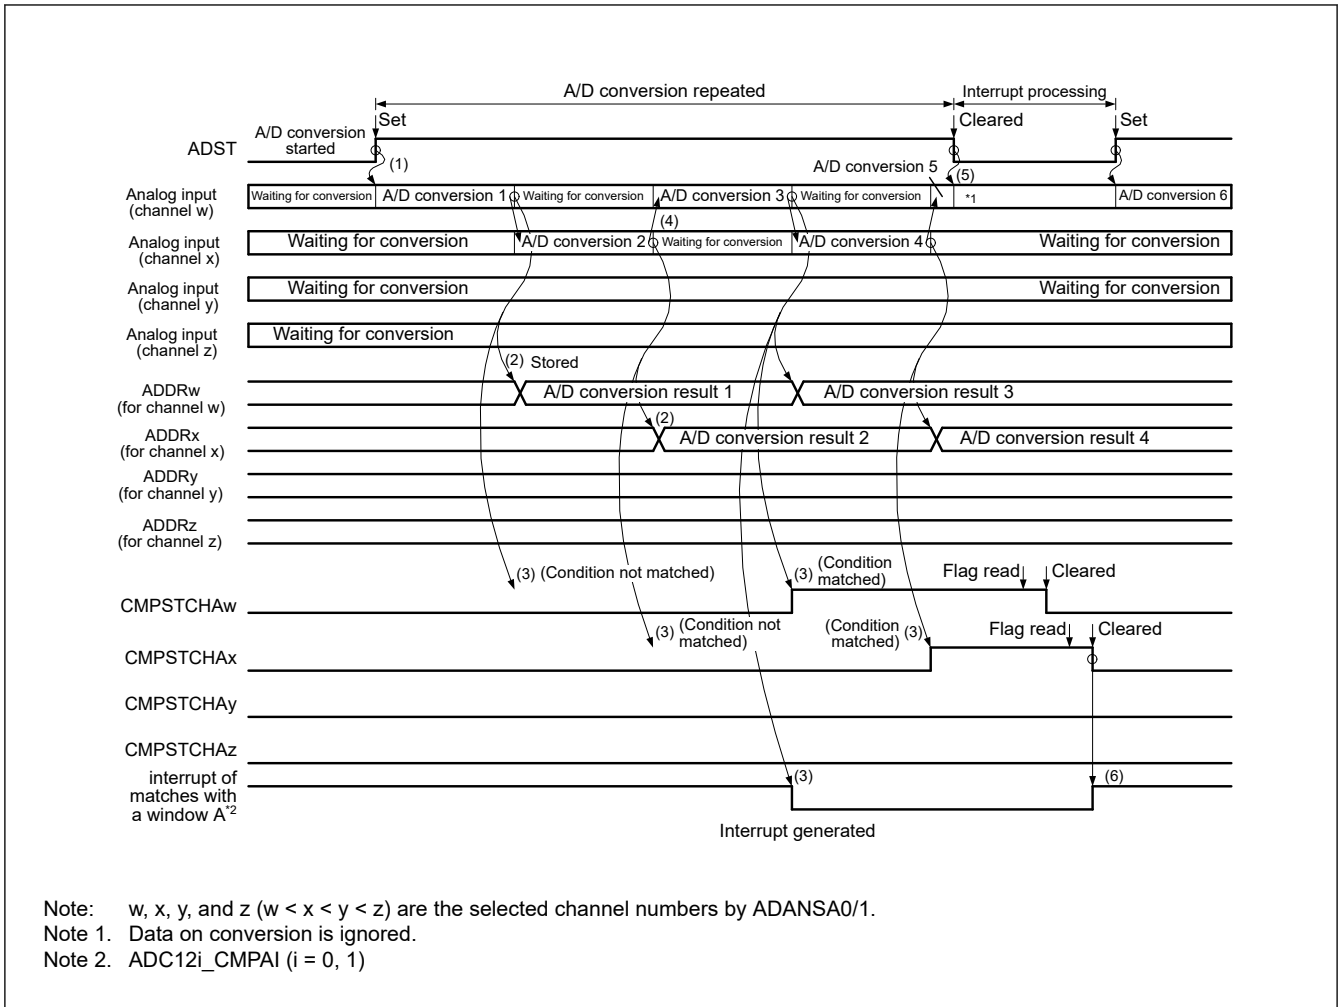 A/D conversion repeated
Interrupt processing
Set
Cleared
Set
A/D conversion
started
ADST
(1)
A/D conversion 5
(5)
Analog input
(channel w)
Waiting for conversion
A/D conversion 1
Waiting for conversion
A/D conversion 3
Waiting for conversion
*1
A/D conversion 6
(4)
Analog input
(channel x)
Waiting for conversion
A/D conversion 2
Waiting for conversion
A/D conversion 4
Waiting for conversion
Analog input
(channel y)
Waiting for conversion
Waiting for conversion
Analog input
(channel z)
Waiting for conversion
(2) Stored
ADDRw
(for channel w)
A/D conversion result 1
A/D conversion result 3
(2)
ADDRx
(for channel x)
A/D conversion result 2
A/D conversion result 4
ADDRy
(for channel y)
ADDRz
(for channel z)
(3) (Condition not matched)
(3) (Condition
matched)
Flag read
Cleared
CMPSTCHAw
(3) (Condition not
matched)
(Condition
matched) (3)
Flag read
Cleared
CMPSTCHAx
CMPSTCHAy
CMPSTCHAz
interrupt of
matches with
a window A*2
(3)
(6)
Interrupt generated
Note: w, x, y, and z (w < x < y < z) are the selected channel numbers by ADANSA0/1.
Note 1. Data on conversion is ignored.
Note 2. ADC12i_CMPAI (i = 0, 1)